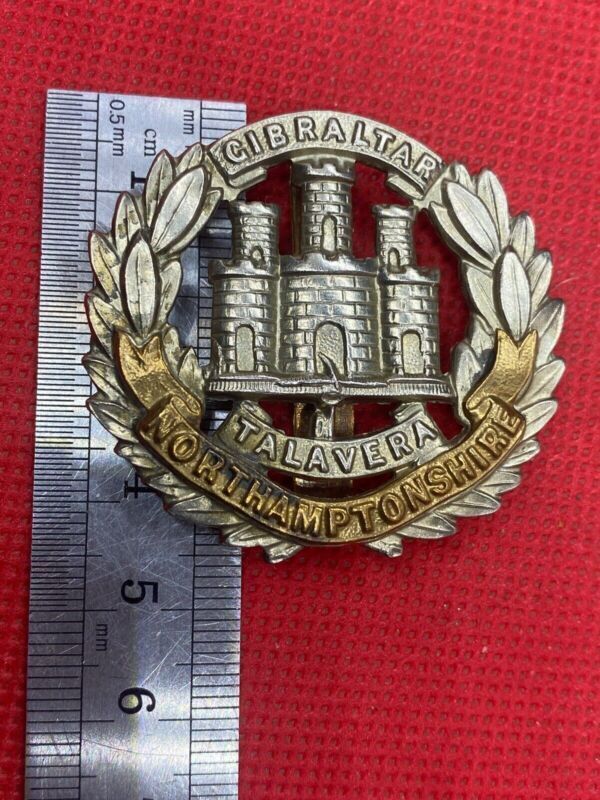 GIBRALTAR
TALAVERA
NORTHAMPTONSHIRE
0.5mm
cm
mm
1
4
5
mm
6